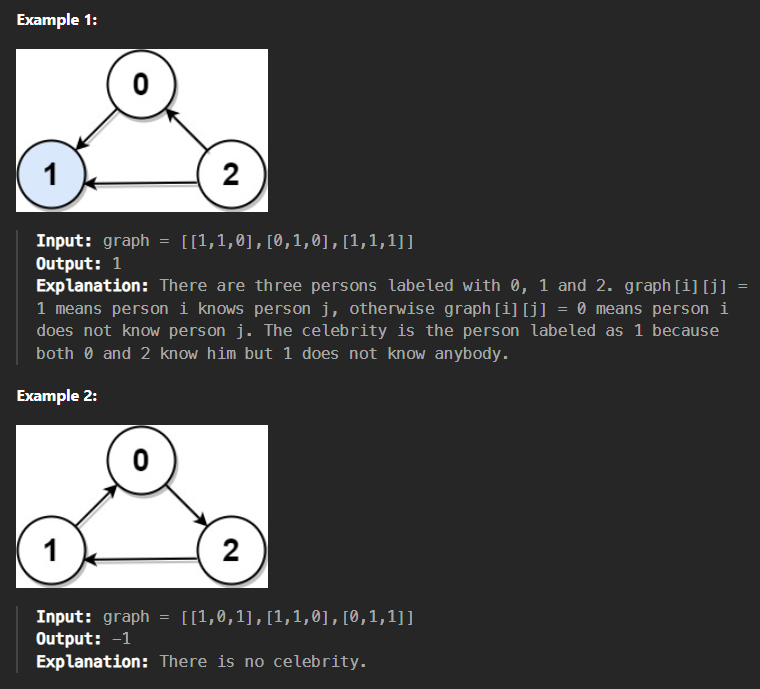 Example 1:
0
1
2
Input: graph = [[1,1,0],[0,1,0],[1,1,1]]
Output: 1
Explanation: There are three persons labeled with 0, 1 and 2. graph[i][j] =
1 means person i knows person j, otherwise graph[i][j] = 0 means person i
does not know person j. The celebrity is the person labeled as 1 because
both 0 and 2 know him but 1 does not know anybody.
Example 2:
0
1
2
Input: graph = [[1,0,1],[1,1,0],[0,1,1]]
Output: -1
Explanation: There is no celebrity.